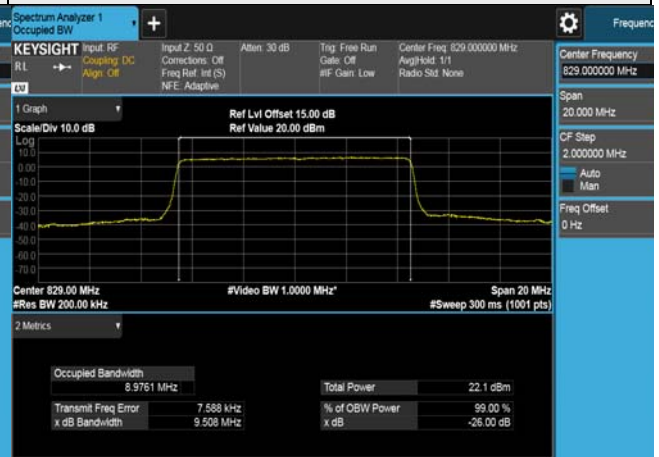 Spectrum Analyzer 1
Occupied BW
Frequenc
KEYSIGHT
RL
LXI
Input: RF
Coupling: DC
Align: Off
Input Z: 50 Ω
Corrections: Off
Freq Ref: Int (S)
NFE: Adaptive
Atten: 30 dB
Trig: Free Run
Gate: Off
#IF Gain: Low
Center Freq: 829.000000 MHz
Avg|Hold: 1/1
Radio Std: None
Center Frequency
829.000000 MHz
Span
20.000 MHz
CF Step
2.000000 MHz
Auto
Man
Freq Offset
0 Hz
1 Graph
Scale/Div 10.0 dB
Ref Lvl Offset 15.00 dB
Ref Value 20.00 dBm
Log
10.0
0.00
-10.0
-20.0
-30.0
-40.0
-50.0
-60.0
-70.0
Center 829.00 MHz
#Video BW 1.0000 MHz*
Span 20 MHz
#Res BW 200.00 kHz
#Sweep 300 ms (1001 pts)
2 Metrics
Occupied Bandwidth
8.9761 MHz
Total Power 22.1 dBm
Transmit Freq Error 7.588 kHz
% of OBW Power 99.00 %
x dB Bandwidth 9.508 MHz
x dB -26.00 dB